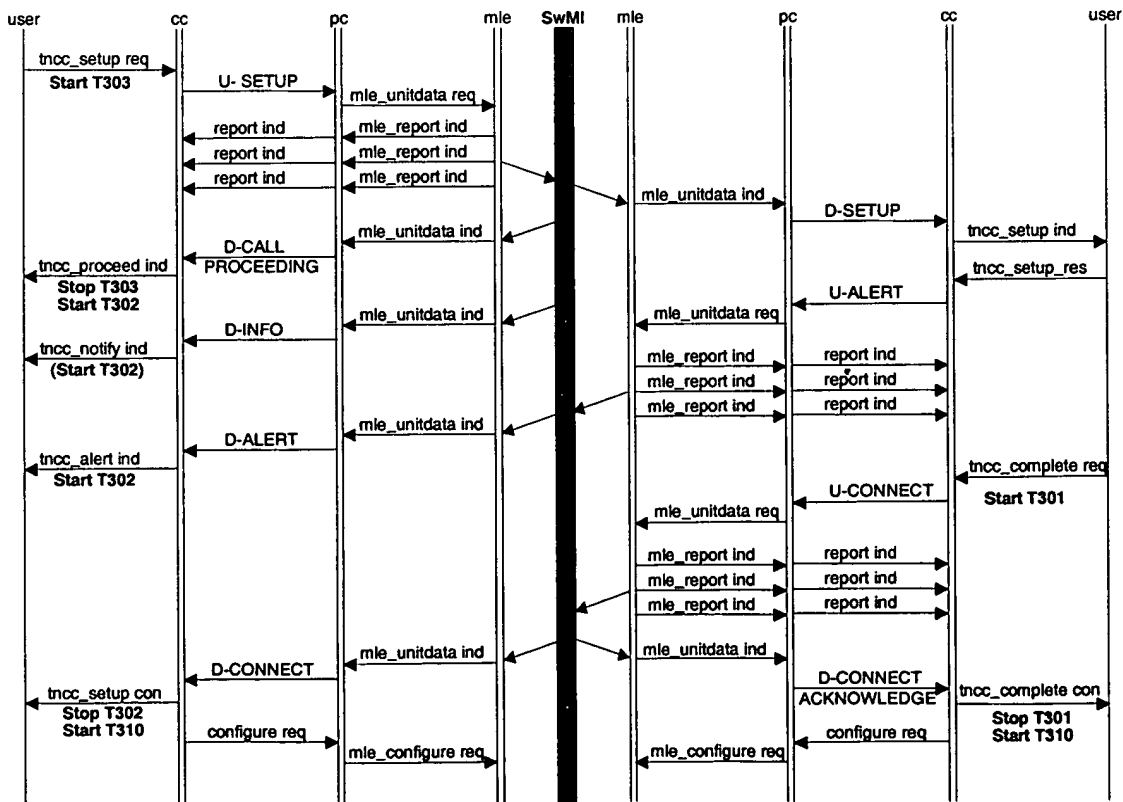 user cc pc mle SwMI mle pc cc user
tncc_setup req
Start T303
U- SETUP
mle_unitdata req
report ind mle_report ind
report ind mle_report ind
report ind mle_report ind
mle_unitdata ind
D-SETUP
tncc_setup ind
mle_unitdata ind
D-CALL
PROCEEDING
tncc_proceed ind
Stop T303
Start T302
tncc_setup_res
U-ALERT
mle_unitdata req
mle_unitdata ind
D-INFO
tncc_notify ind
(Start T302)
mle_report ind report ind
mle_report ind report ind
mle_report ind report ind
mle_unitdata ind
D-ALERT
tncc_alert ind
Start T302
tncc_complete req
Start T301
U-CONNECT
mle_unitdata req
mle_report ind report ind
mle_report ind report ind
mle_report ind report ind
mle_unitdata ind
mle_unitdata ind
D-CONNECT
D-CONNECT
ACKNOWLEDGE
tncc_setup con
Stop T302
Start T310
tncc_complete con
Stop T301
Start T310
configure req
configure req
mle_configure req
mle_configure req